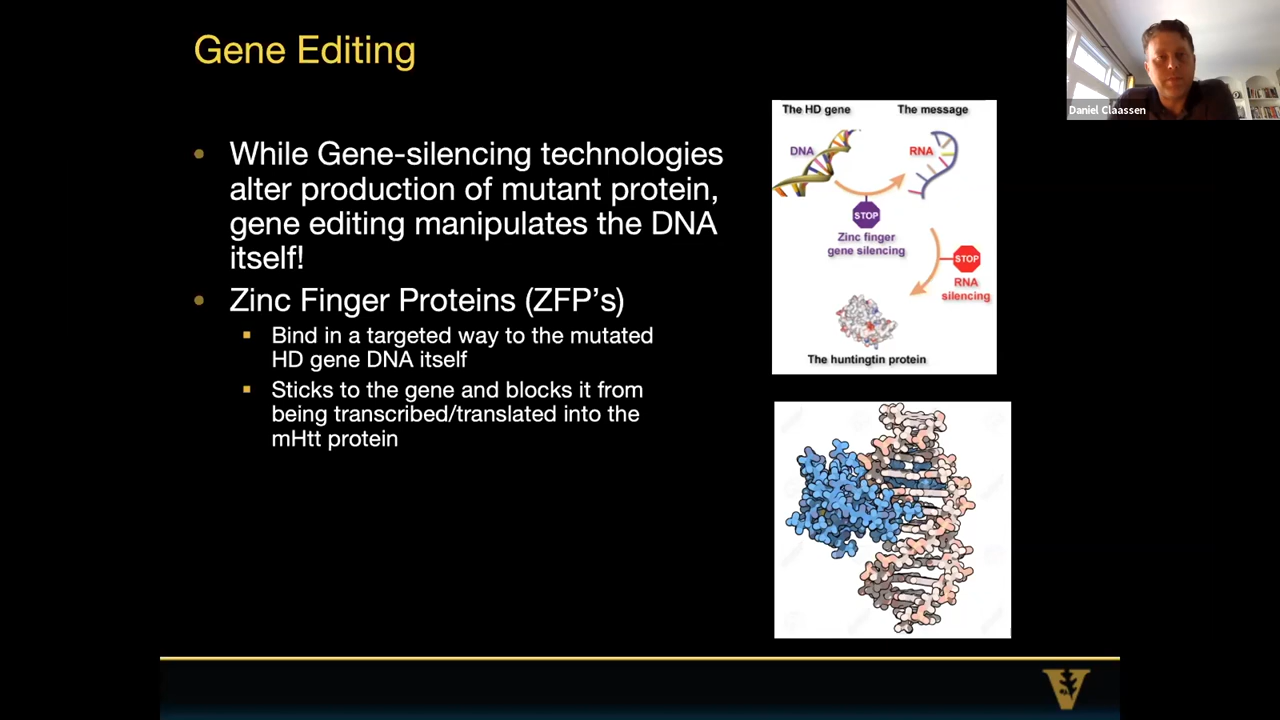 Gene Editing
While Gene-silencing technologies
alter production of mutant protein,
gene editing manipulates the DNA
itself!
Zinc Finger Proteins (ZFP's)
Bind in a targeted way to the mutated
HD gene DNA itself
Sticks to the gene and blocks it from
being transcribed/translated into the
mHtt protein
The HD gene
The message
DNA
RNA
STOP
Zinc finger
gene silencing
STOP
RNA
silencing
The huntingtin protein
Daniel Claassen
V